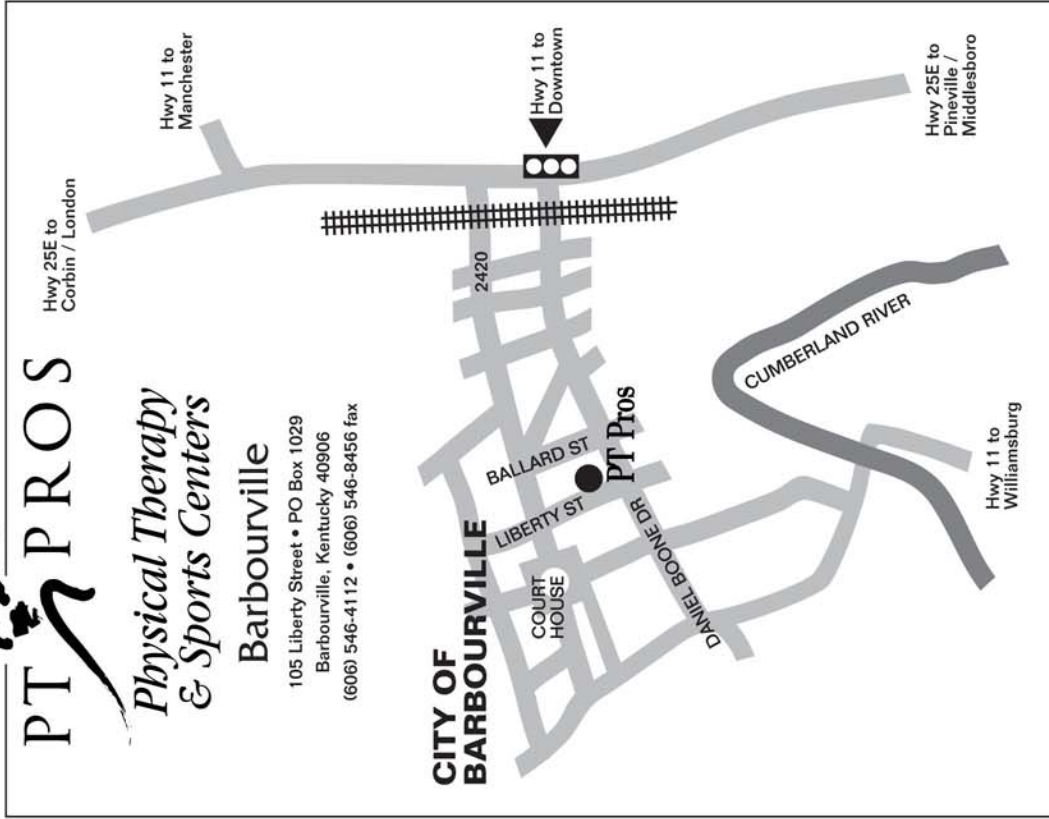 PT PROS
Physical Therapy
& Sports Centers
Barbourville
105 Liberty Street • PO Box 1029
Barbourville, Kentucky 40906
(606) 546-4112 • (606) 546-8456 fax
Hwy 25E to
Corbin / London
Hwy 11 to
Manchester
Hwy 11 to
Downtown
Hwy 25E to
Pineville /
Middlesboro
2420
CITY OF
BARBOURVILLE
BALLARD ST
LIBERTY ST
PT Pros
COURT
HOUSE
DANIEL BOONE DR
CUMBERLAND RIVER
Hwy 11 to
Williamsburg